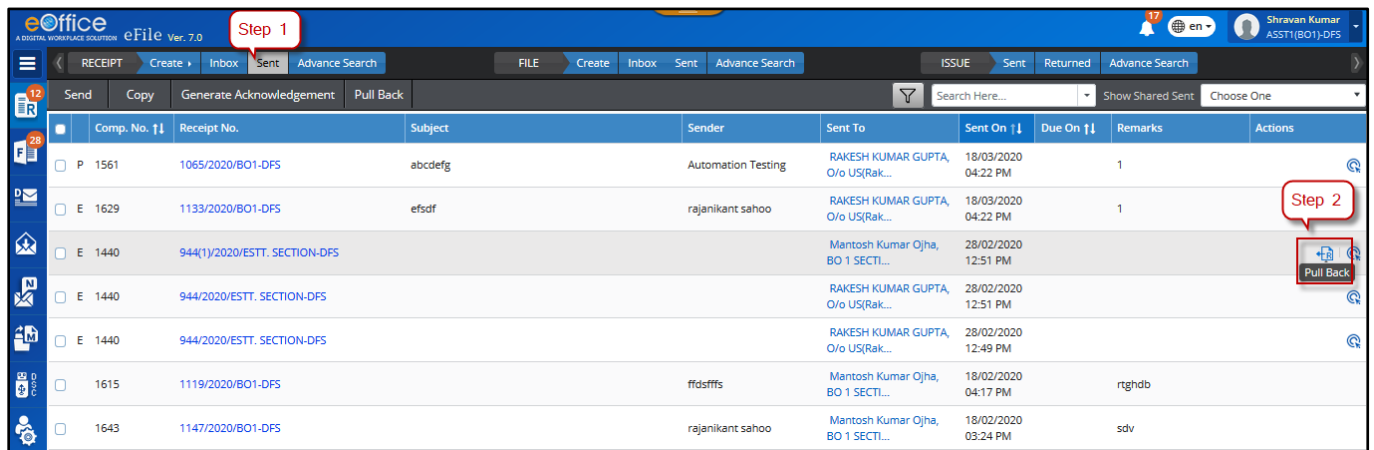 eOffice
A DIGITAL WORKPLACE SOLUTION eFile Ver. 7.0
Step 1
17
en
Shravan Kumar
ASST1(BO1)-DFS
RECEIPT Create Inbox Sent Advance Search FILE Create Inbox Sent Advance Search ISSUE Sent Returned Advance Search
12
R
Send Copy Generate Acknowledgement Pull Back Search Here... Show Shared Sent Choose One
Comp. No. Receipt No. Subject Sender Sent To Sent On Due On Remarks Actions
28
F
P 1561 1065/2020/BO1-DFS abcdefg Automation Testing RAKESH KUMAR GUPTA, 18/03/2020 1
O/o US(Rak... 04:22 PM
D
E 1629 1133/2020/BO1-DFS efsdf rajanikant sahoo RAKESH KUMAR GUPTA, 18/03/2020 1
O/o US(Rak... 04:22 PM
Step 2
E 1440 944(1)/2020/ESTT. SECTION-DFS Mantosh Kumar Ojha, 28/02/2020
BO 1 SECTI... 12:51 PM
R
Pull Back
N
E 1440 944/2020/ESTT. SECTION-DFS RAKESH KUMAR GUPTA, 28/02/2020
O/o US(Rak... 12:51 PM
M
E 1440 944/2020/ESTT. SECTION-DFS RAKESH KUMAR GUPTA, 28/02/2020
O/o US(Rak... 12:49 PM
DSC
1615 1119/2020/BO1-DFS ffdsfffs Mantosh Kumar Ojha, 18/02/2020 rtghdb
BO 1 SECTI... 04:17 PM
1643 1147/2020/BO1-DFS rajanikant sahoo Mantosh Kumar Ojha, 18/02/2020 sdv
BO 1 SECTI... 03:24 PM